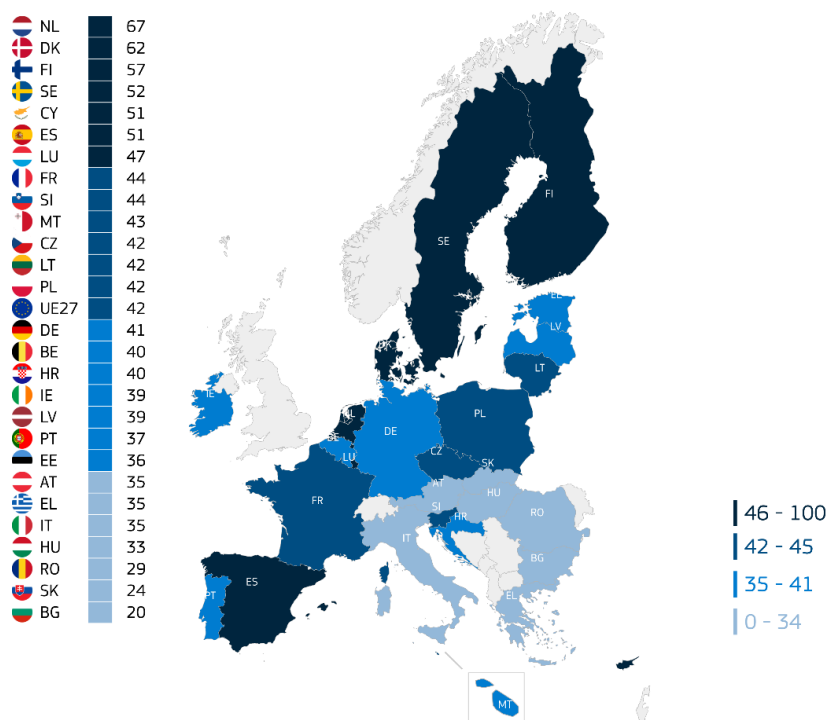 NL 67
DK 62
FI 57
SE 52
CY 51
ES 51
LU 47
FR 44
SI 44
MT 43
CZ 42
LT 42
PL 42
UE27 42
DE 41
BE 40
HR 40
IE 39
LV 39
PT 37
EE 36
AT 35
EL 35
IT 35
HU 33
RO 29
SK 24
BG 20
FI
SE
EE
LV
DK
LT
IE
NL
PL
DE
BE
CZ
LU
SK
AT
HU
FR
SI
RO
HR
IT
BG
ES
PT
EL
MT
46 - 100
42 - 45
35 - 41
0 - 34